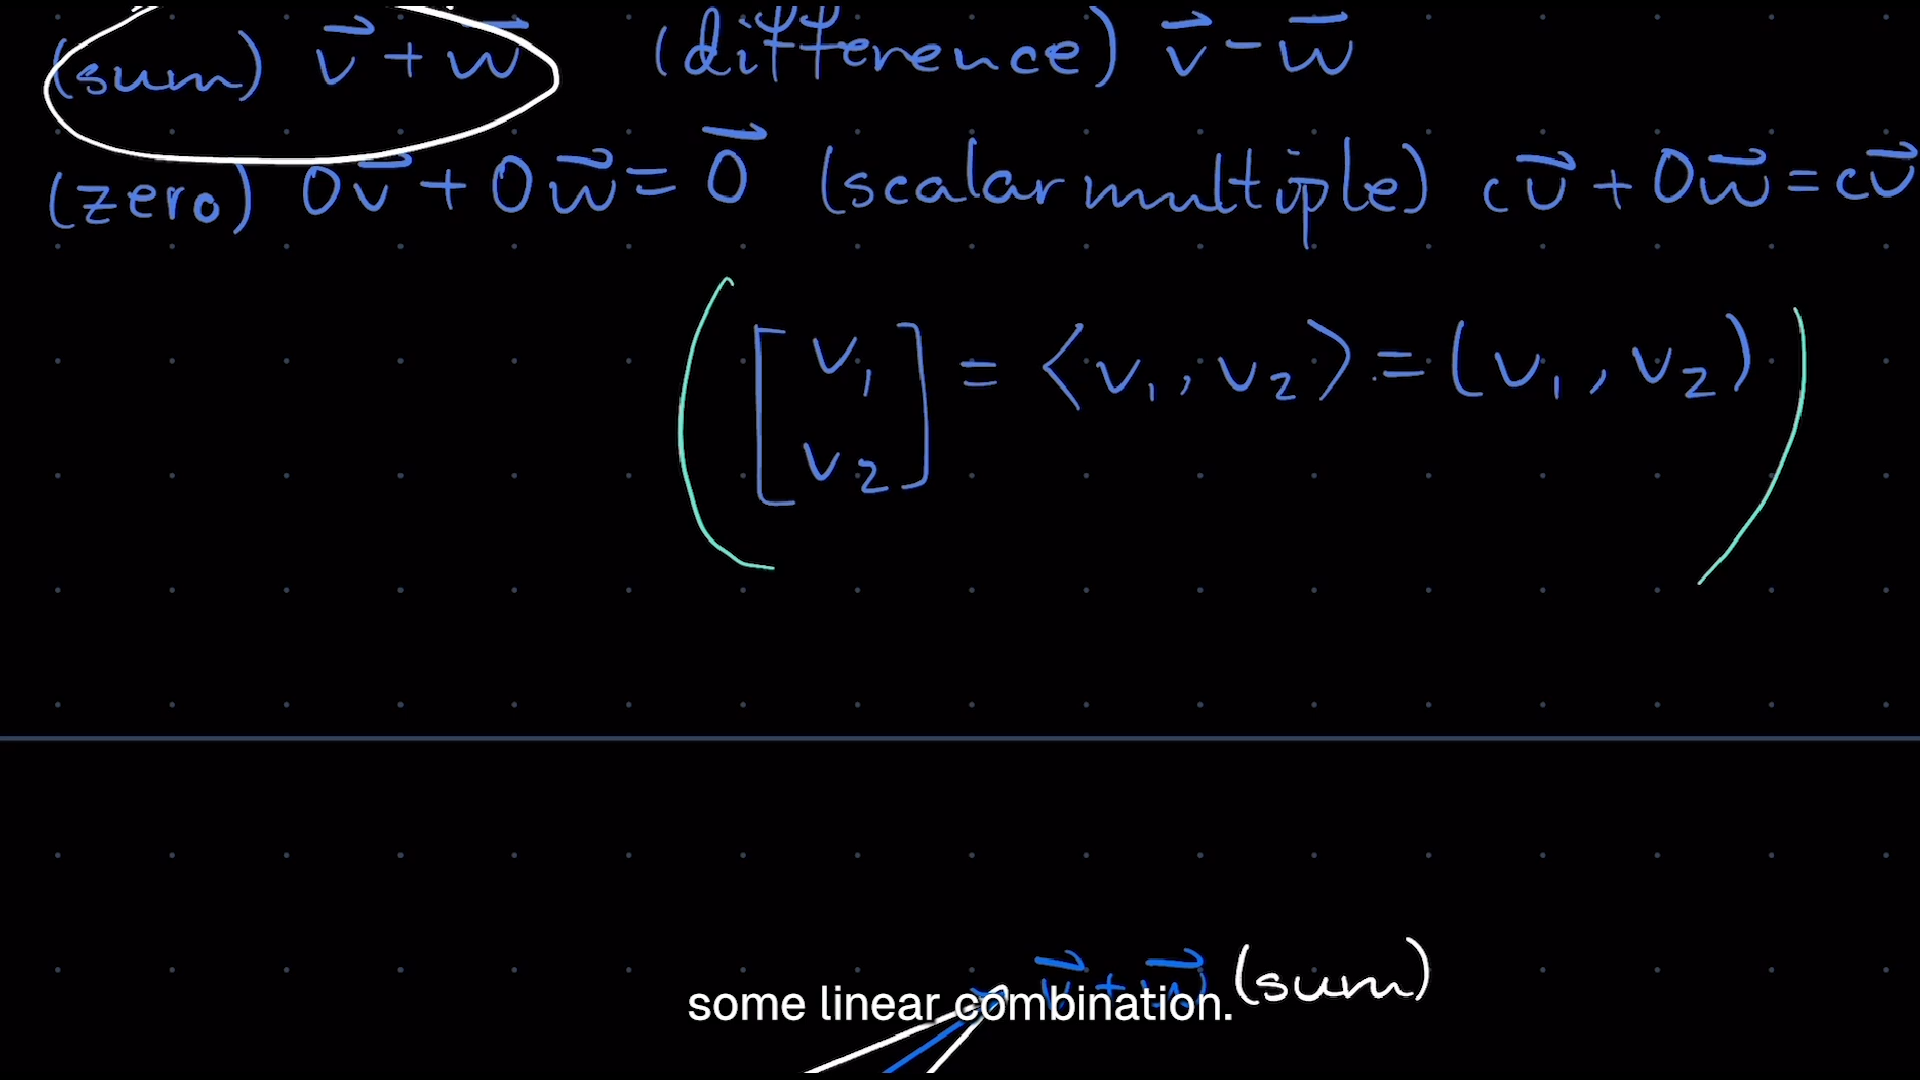 (sum) v⃗ + w⃗ (difference) v⃗ − w⃗
(zero) 0v⃗ + 0w⃗ = 0⃗ (scalar multiple) cv⃗ + 0w⃗ = cv⃗
( [ v₁ v₂ ] = ⟨v₁, v₂⟩ = (v₁, v₂) )
v⃗ + w⃗ (sum)
some linear combination.